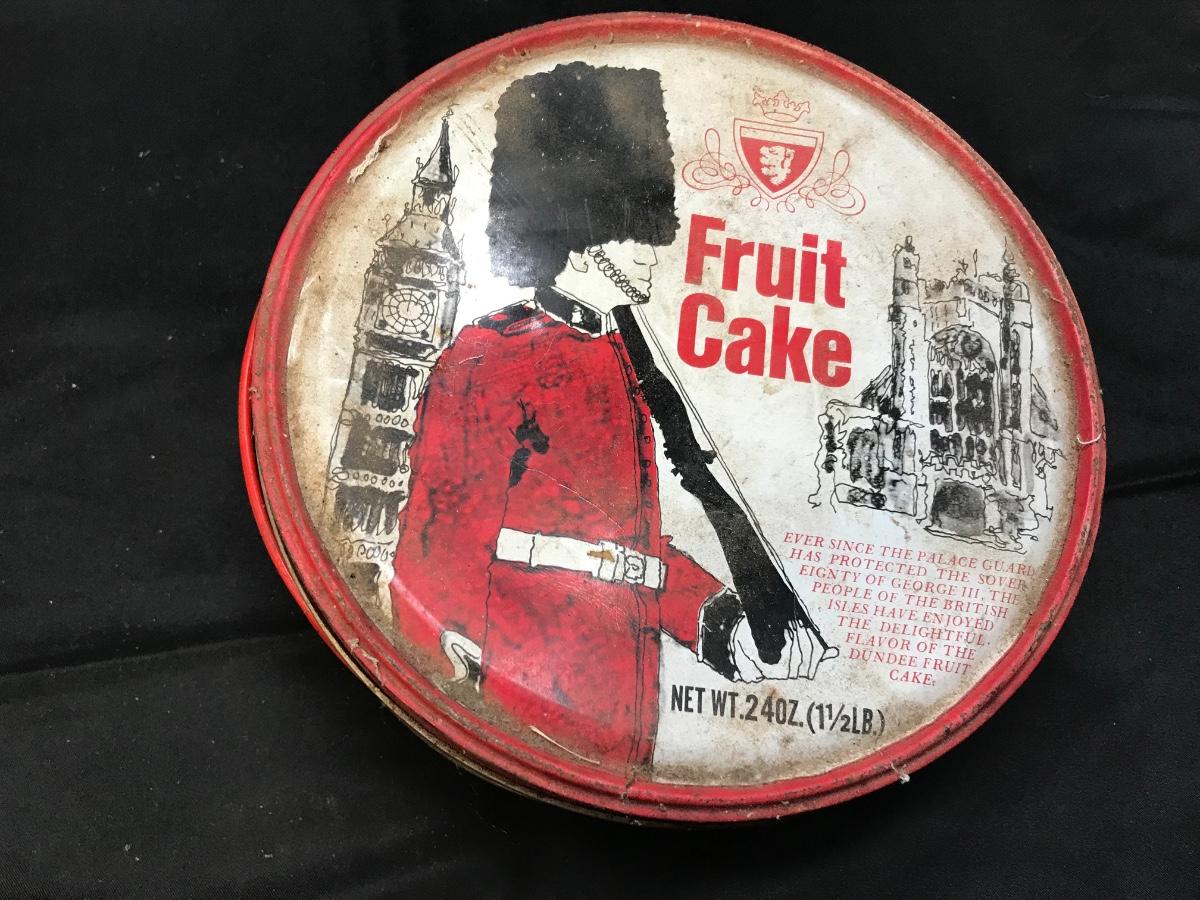 Fruit
Cake
EVER SINCE THE PALACE GUARD
HAS PROTECTED THE SOVER-
EIGNTY OF GEORGE III, THE
PEOPLE OF THE BRITISH
ISLES HAVE ENJOYED
THE DELIGHTFUL
FLAVOR OF THE
DUNDEE FRUIT
CAKE.
NET WT. 24OZ. (1½LB.)